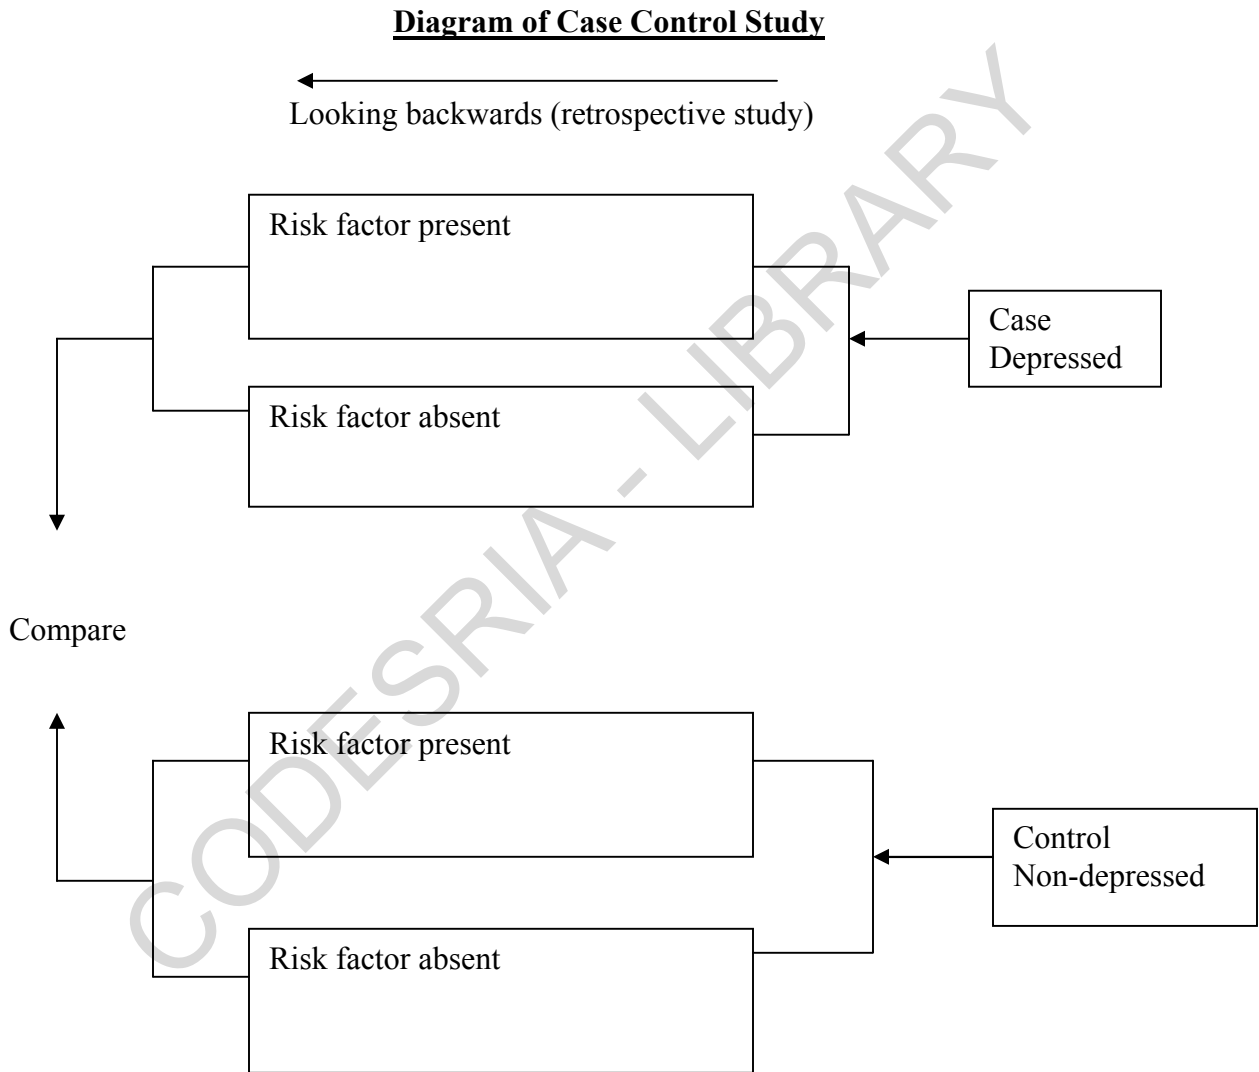 Diagram of Case Control Study
Looking backwards (retrospective study)
Risk factor present
Case
Depressed
Risk factor absent
Compare
Risk factor present
Control
Non-depressed
Risk factor absent
CODESRIA - LIBRARY